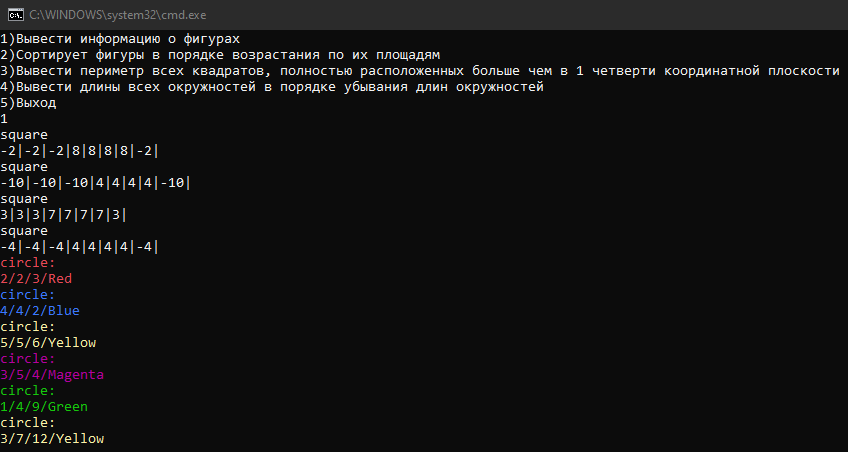 C:\WINDOWS\system32\cmd.exe
1)Вывести информацию о фигурах
2)Сортирует фигуры в порядке возрастания по их площадям
3)Вывести периметр всех квадратов, полностью расположенных больше чем в 1 четверти координатной плоскости
4)Вывести длины всех окружностей в порядке убывания длин окружностей
5)Выход
1
square
-2|-2|-2|8|8|8|8|-2|
square
-10|-10|-10|4|4|4|4|-10|
square
3|3|3|7|7|7|7|3|
square
-4|-4|-4|4|4|4|4|-4|
circle:
2/2/3/Red
circle:
4/4/2/Blue
circle:
5/5/6/Yellow
circle:
3/5/4/Magenta
circle:
1/4/9/Green
circle:
3/7/12/Yellow